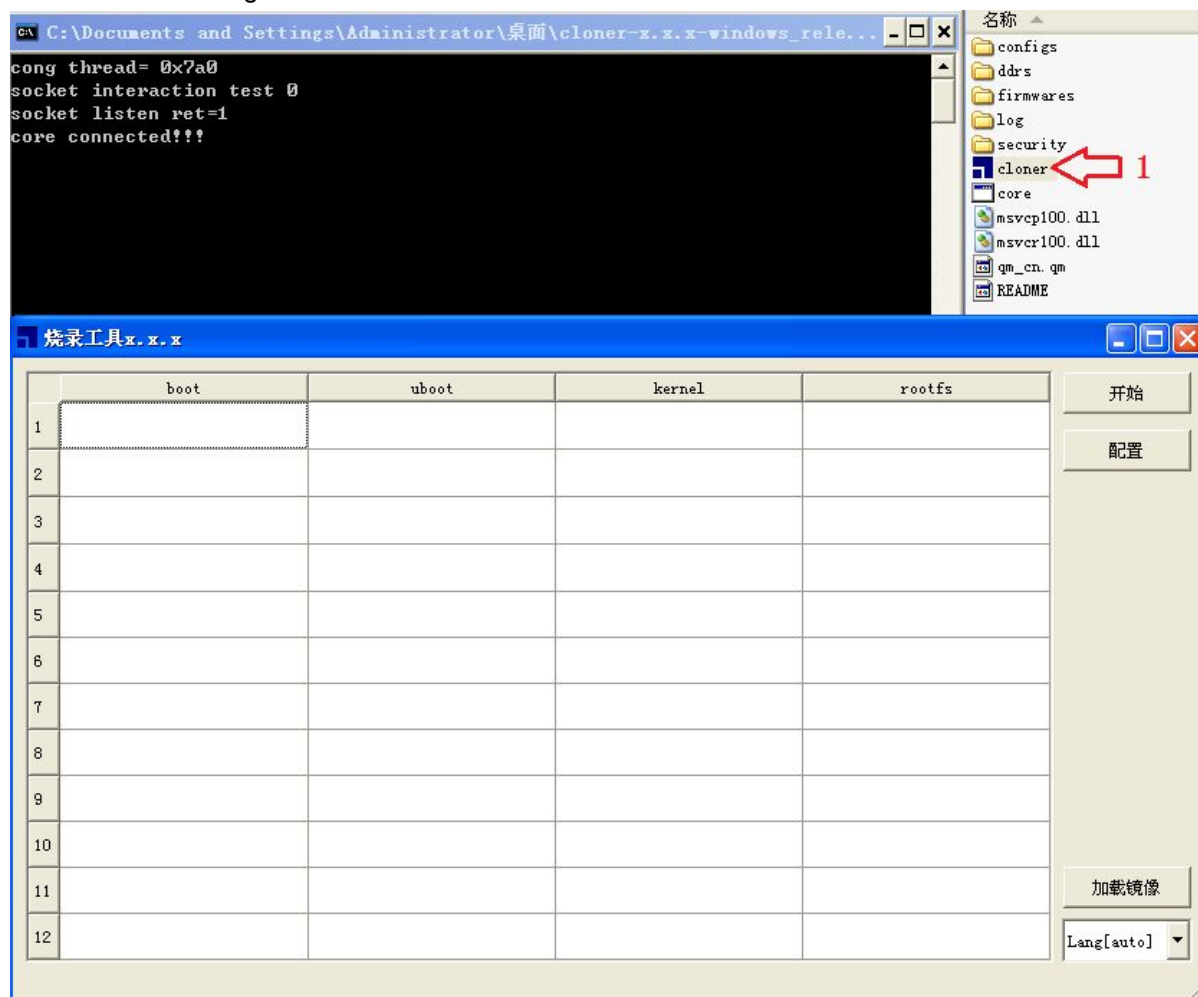 C:\Documents and Settings\Administrator\桌面\cloner-x.x.x-windows_rele...
cong thread= 0x7a0
socket interaction test 0
socket listen ret=1
core connected!!!
名称
configs
ddrs
firmwares
log
security
cloner
1
core
msvcp100.dll
msvcr100.dll
qm_cn.qm
README
烧录工具x.x.x
boot uboot kernel rootfs
开始
配置
1
2
3
4
5
6
7
8
9
10
11
12
加载镜像
Lang[auto]